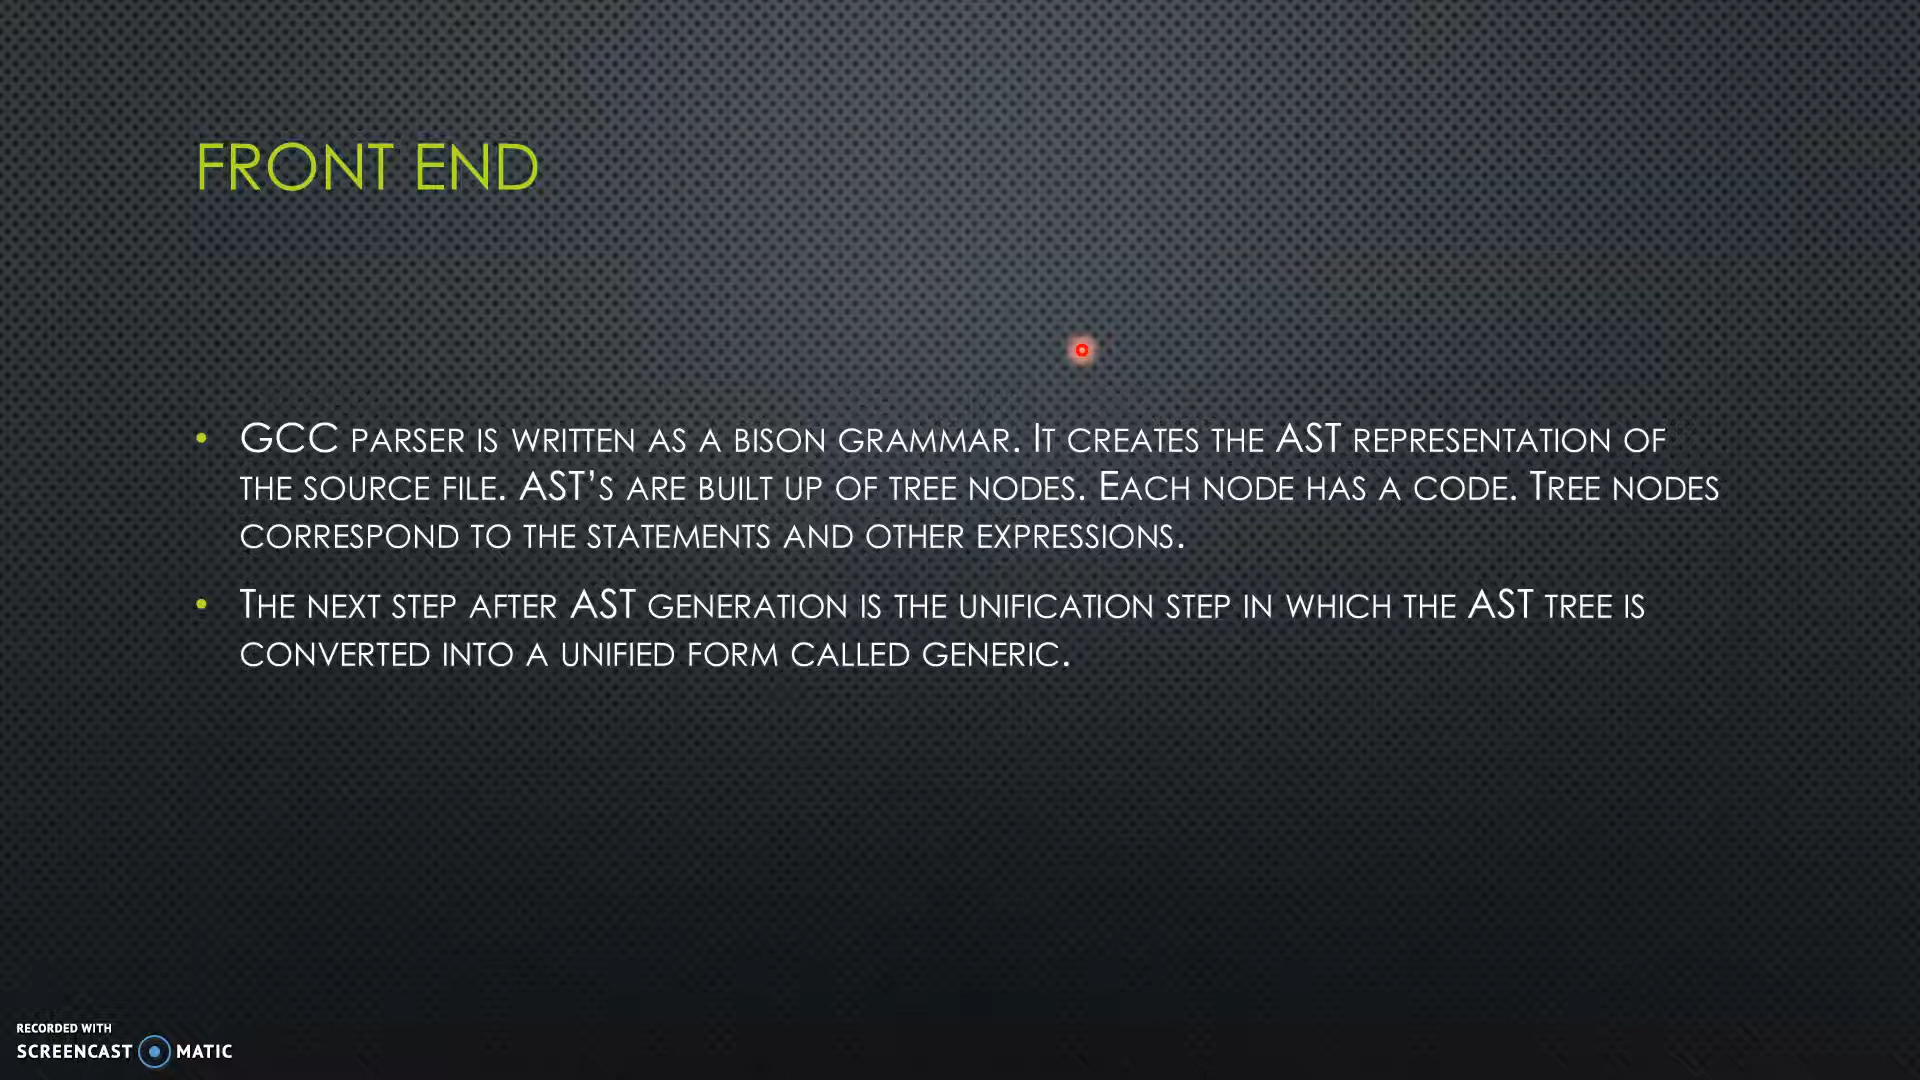 FRONT END
• GCC PARSER IS WRITTEN AS A BISON GRAMMAR. IT CREATES THE AST REPRESENTATION OF
THE SOURCE FILE. AST'S ARE BUILT UP OF TREE NODES. EACH NODE HAS A CODE. TREE NODES
CORRESPOND TO THE STATEMENTS AND OTHER EXPRESSIONS.
• THE NEXT STEP AFTER AST GENERATION IS THE UNIFICATION STEP IN WHICH THE AST TREE IS
CONVERTED INTO A UNIFIED FORM CALLED GENERIC.
RECORDED WITH
SCREENCAST MATIC